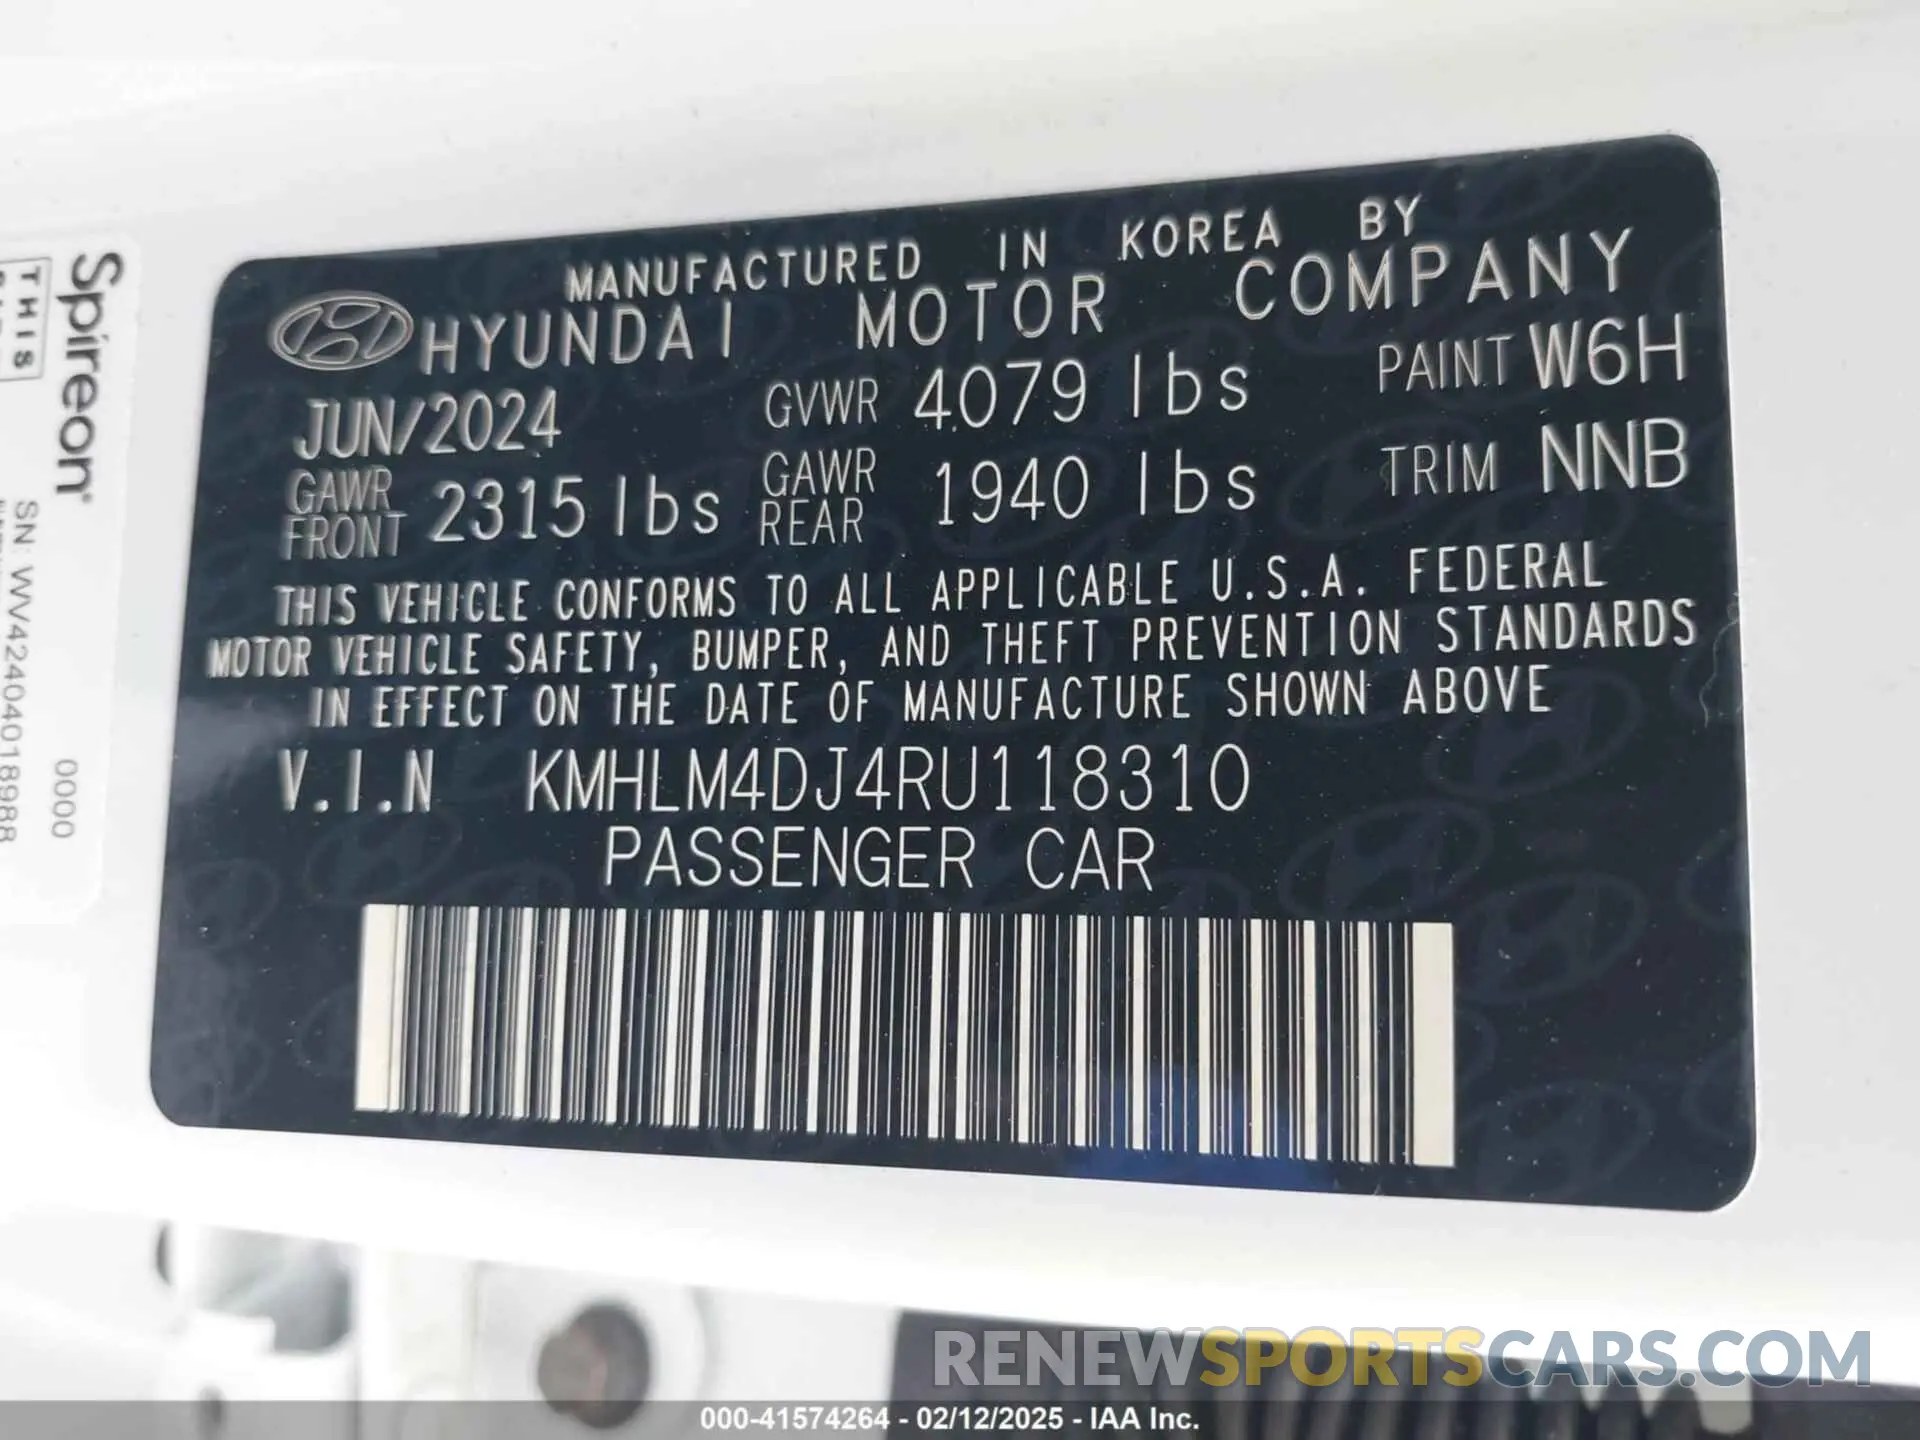 MANUFACTURED IN KOREA BY
HYUNDAI MOTOR COMPANY
JUN/2024 GVWR 4079 lbs PAINT W6H
GAWR FRONT 2315 lbs GAWR REAR 1940 lbs TRIM NNB
THIS VEHICLE CONFORMS TO ALL APPLICABLE U.S.A. FEDERAL
MOTOR VEHICLE SAFETY, BUMPER, AND THEFT PREVENTION STANDARDS
IN EFFECT ON THE DATE OF MANUFACTURE SHOWN ABOVE
V.I.N KMHLM4DJ4RU118310
PASSENGER CAR
Spireon
THIS
SN: WV42404018988
0000
RENEWSPORTSCARS.COM
000-41574264 - 02/12/2025 - IAA Inc.